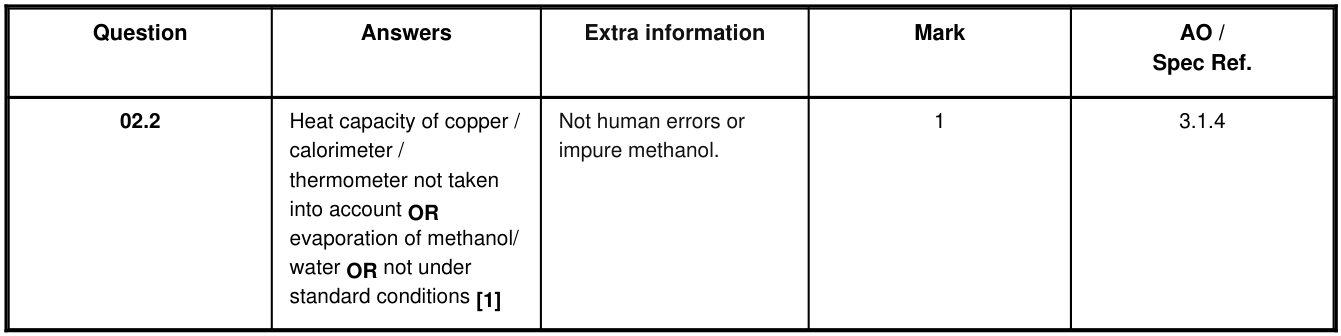 Question Answers Extra information Mark AO /
Spec Ref.
02.2 Heat capacity of copper / Not human errors or 1 3.1.4
calorimeter / impure methanol.
thermometer not taken
into account OR
evaporation of methanol/
water OR not under
standard conditions [1]